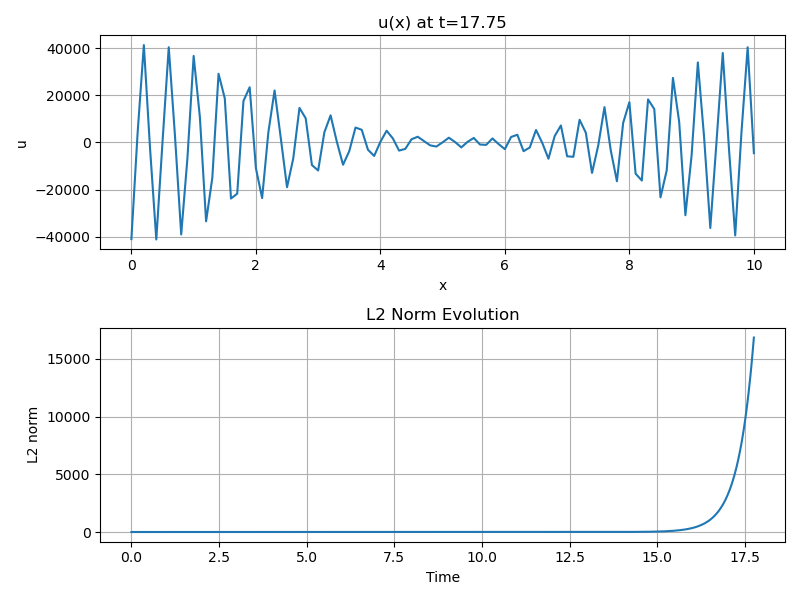 u(x) at t=17.75
40000
20000
0
−20000
−40000
u
0 2 4 6 8 10
x
L2 Norm Evolution
15000
10000
5000
0
L2 norm
0.0 2.5 5.0 7.5 10.0 12.5 15.0 17.5
Time